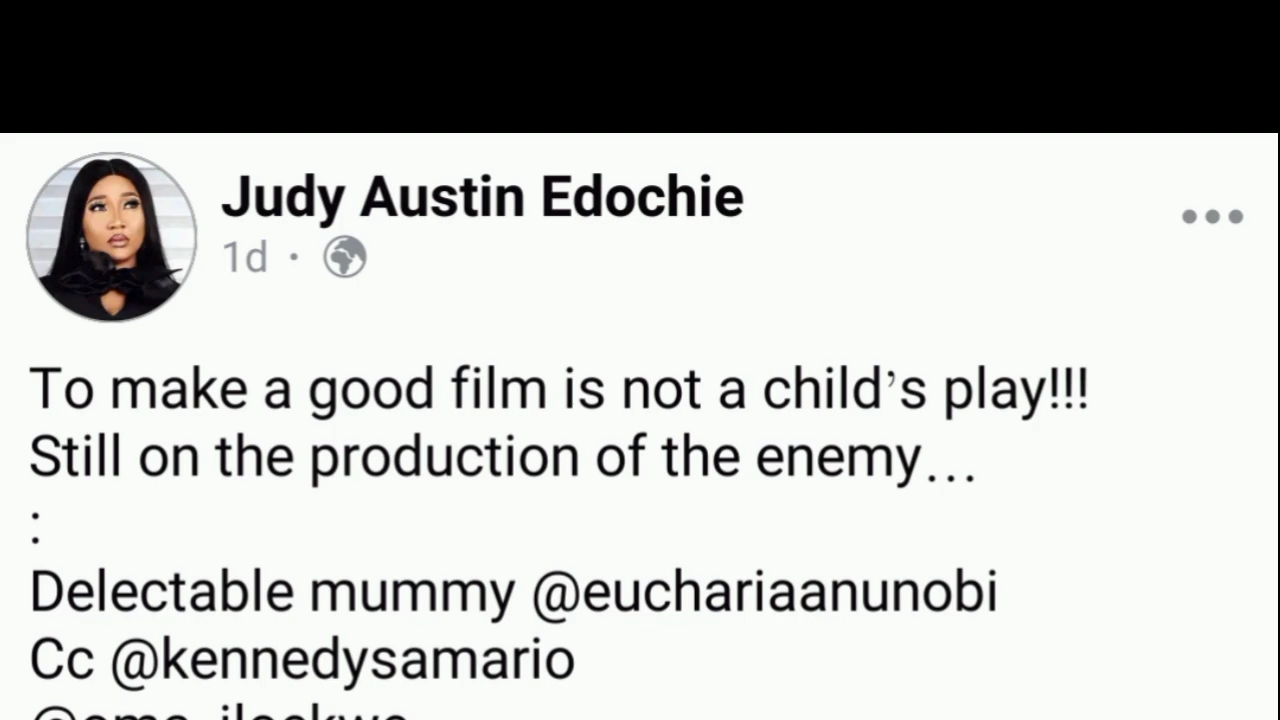 Judy Austin Edochie
1d ·
To make a good film is not a child’s play!!!
Still on the production of the enemy…
:
Delectable mummy @euchariaanunobi
Cc @kennedysamario